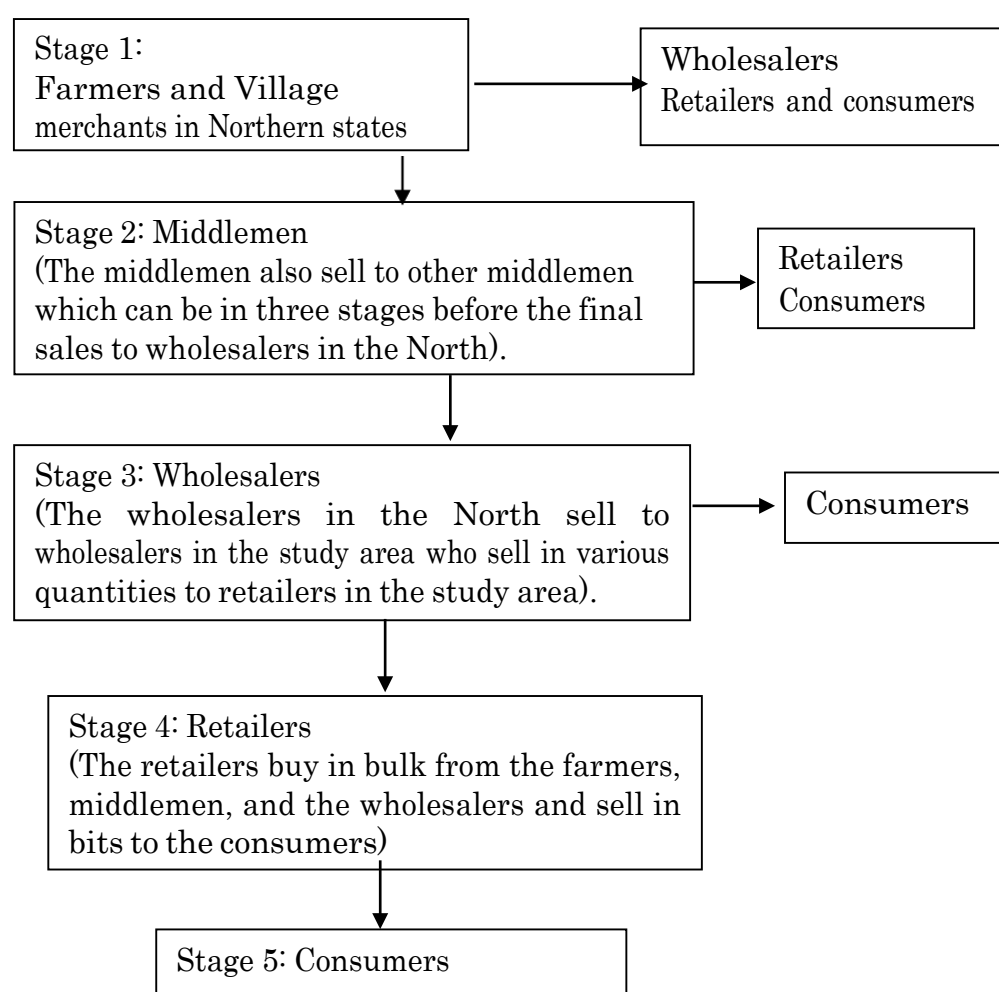 Stage 1:
Farmers and Village
merchants in Northern states
Wholesalers
Retailers and consumers
Stage 2: Middlemen
(The middlemen also sell to other middlemen
which can be in three stages before the final
sales to wholesalers in the North).
Retailers
Consumers
Stage 3: Wholesalers
(The wholesalers in the North sell to
wholesalers in the study area who sell in various
quantities to retailers in the study area).
Consumers
Stage 4: Retailers
(The retailers buy in bulk from the farmers,
middlemen, and the wholesalers and sell in
bits to the consumers)
Stage 5: Consumers